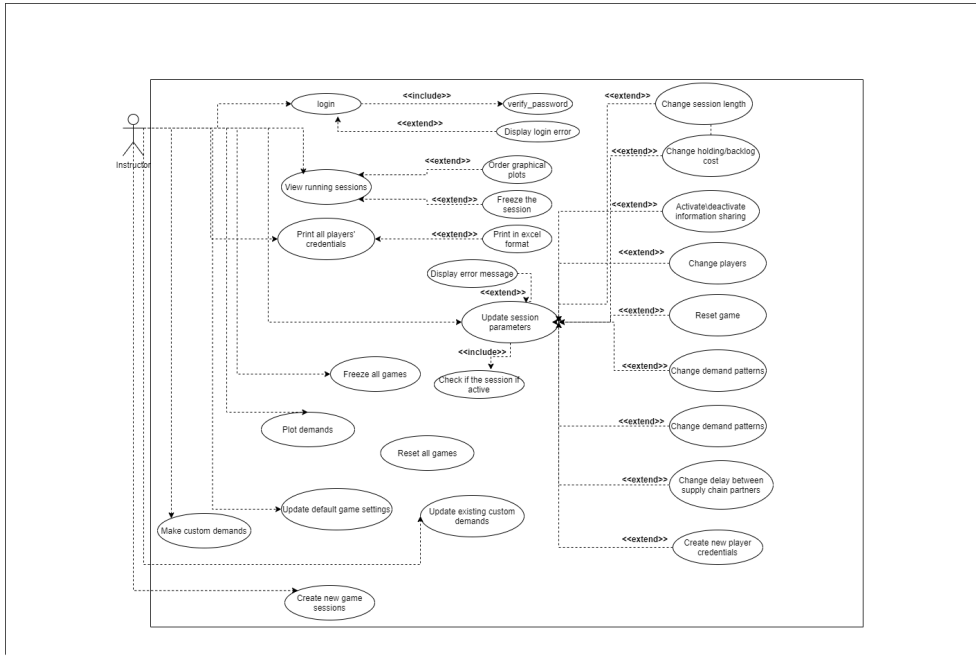 login
<<include>>
verify_password
<<extend>>
Change session length
<<extend>>
Display login error
Instructor
<<extend>>
Change holding/backlog
cost
View running sessions
<<extend>>
Order graphical
plots
<<extend>>
Freeze the
session
<<extend>>
Activate\deactivate
information sharing
Print all players'
credentials
<<extend>>
Print in excel
format
<<extend>>
Change players
Display error message
<<extend>>
Update session
parameters
<<extend>>
Reset game
<<include>>
Check if the session if
active
Freeze all games
<<extend>>
Change demand patterns
Plot demands
<<extend>>
Change demand patterns
Reset all games
<<extend>>
Change delay between
supply chain partners
Update default game settings
Update existing custom
demands
Make custom demands
<<extend>>
Create new player
credentials
Create new game
sessions